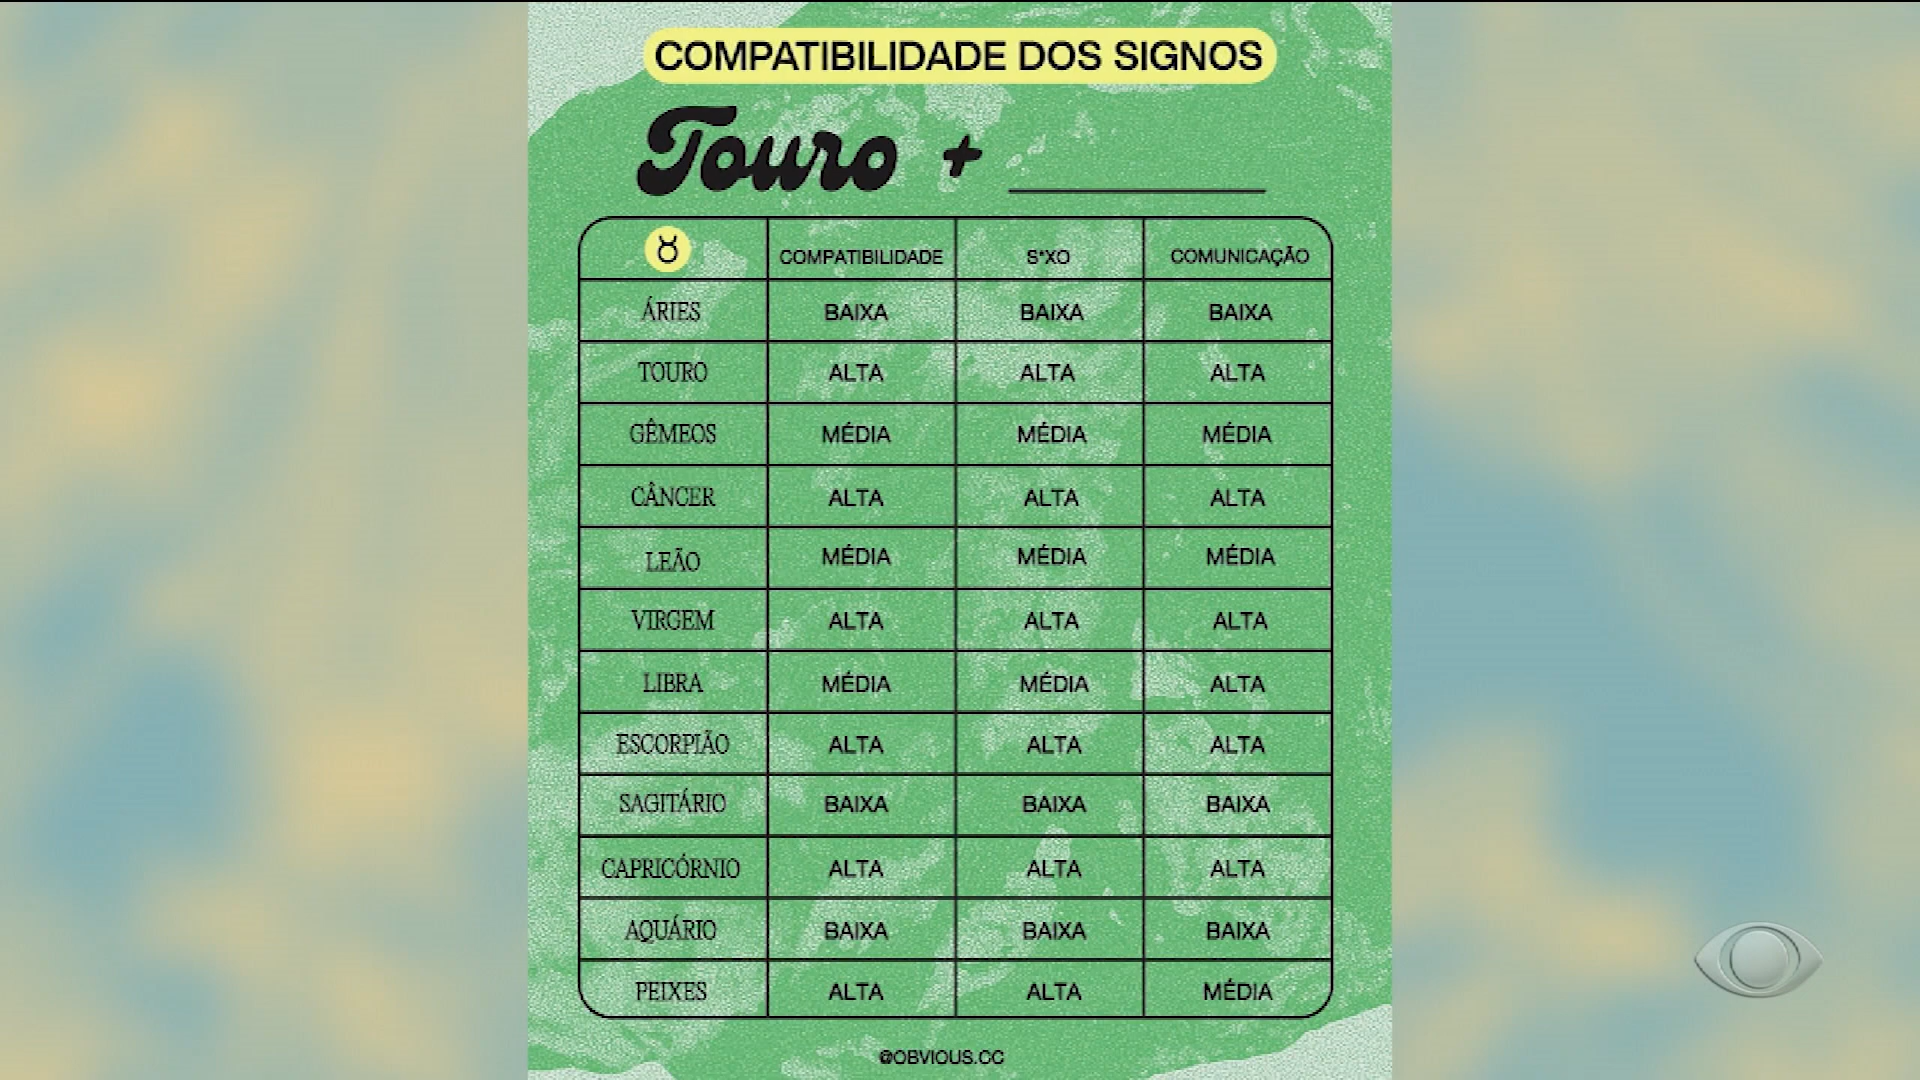 COMPATIBILIDADE DOS SIGNOS
Touro + 
COMPATIBILIDADE S*XO COMUNICAÇÃO
ÁRIES BAIXA BAIXA BAIXA
TOURO ALTA ALTA ALTA
GÊMEOS MÉDIA MÉDIA MÉDIA
CÂNCER ALTA ALTA ALTA
LEÃO MÉDIA MÉDIA MÉDIA
VIRGEM ALTA ALTA ALTA
LIBRA MÉDIA MÉDIA ALTA
ESCORPIÃO ALTA ALTA ALTA
SAGITÁRIO BAIXA BAIXA BAIXA
CAPRICÓRNIO ALTA ALTA ALTA
AQUÁRIO BAIXA BAIXA BAIXA
PEIXES ALTA ALTA MÉDIA
@OBVIOUS.CC